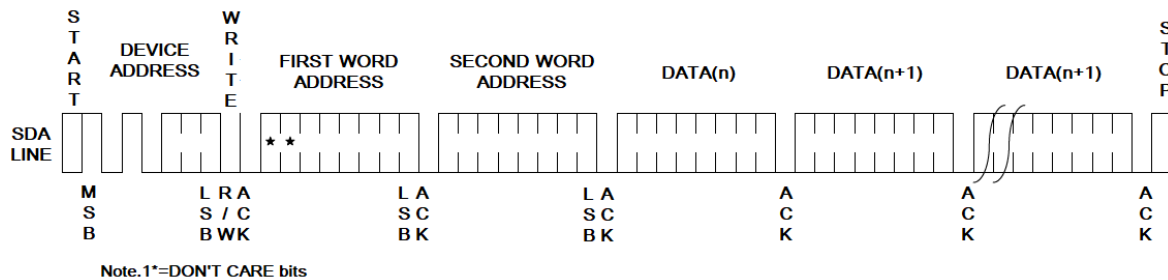 START
DEVICE
ADDRESS
WRITE
FIRST WORD
ADDRESS
SECOND WORD
ADDRESS
DATA(n)
DATA(n+1)
DATA(n+1)
STOP
SDA
LINE
★ ★
MSB
LSB
R/W
ACK
LSB
ACK
LSB
ACK
ACK
ACK
ACK
Note.1*=DON'T CARE bits